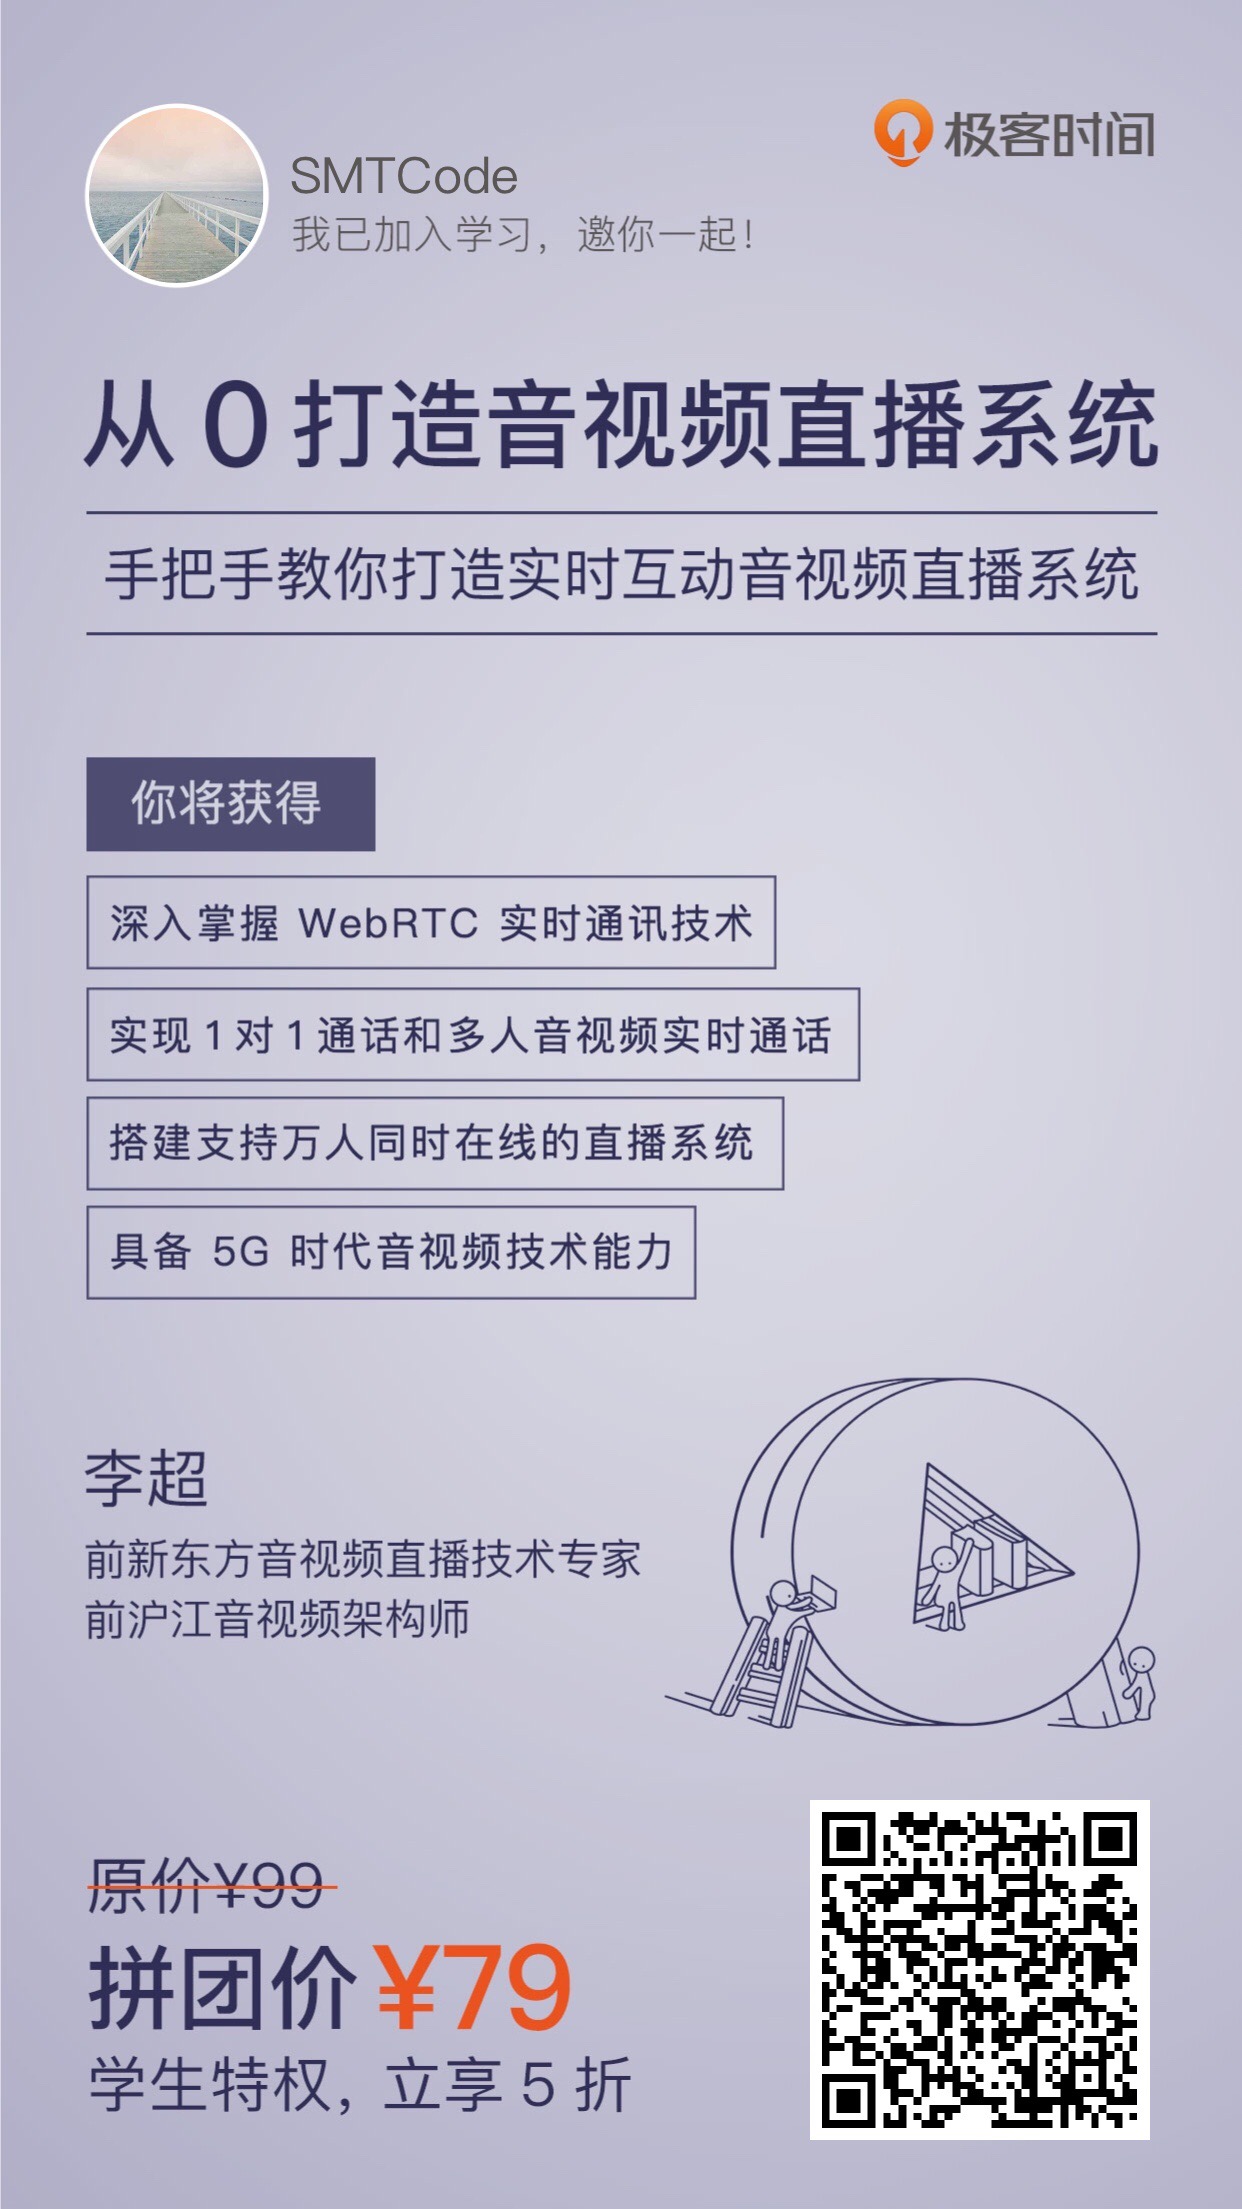 极客时间
SMTCode
我已加入学习，邀你一起！
从 0 打造音视频直播系统
手把手教你打造实时互动音视频直播系统
你将获得
深入掌握 WebRTC 实时通讯技术
实现 1 对 1 通话和多人音视频实时通话
搭建支持万人同时在线的直播系统
具备 5G 时代音视频技术能力
李超
前新东方音视频直播技术专家
前沪江音视频架构师
原价¥99
拼团价¥79
学生特权，立享 5 折